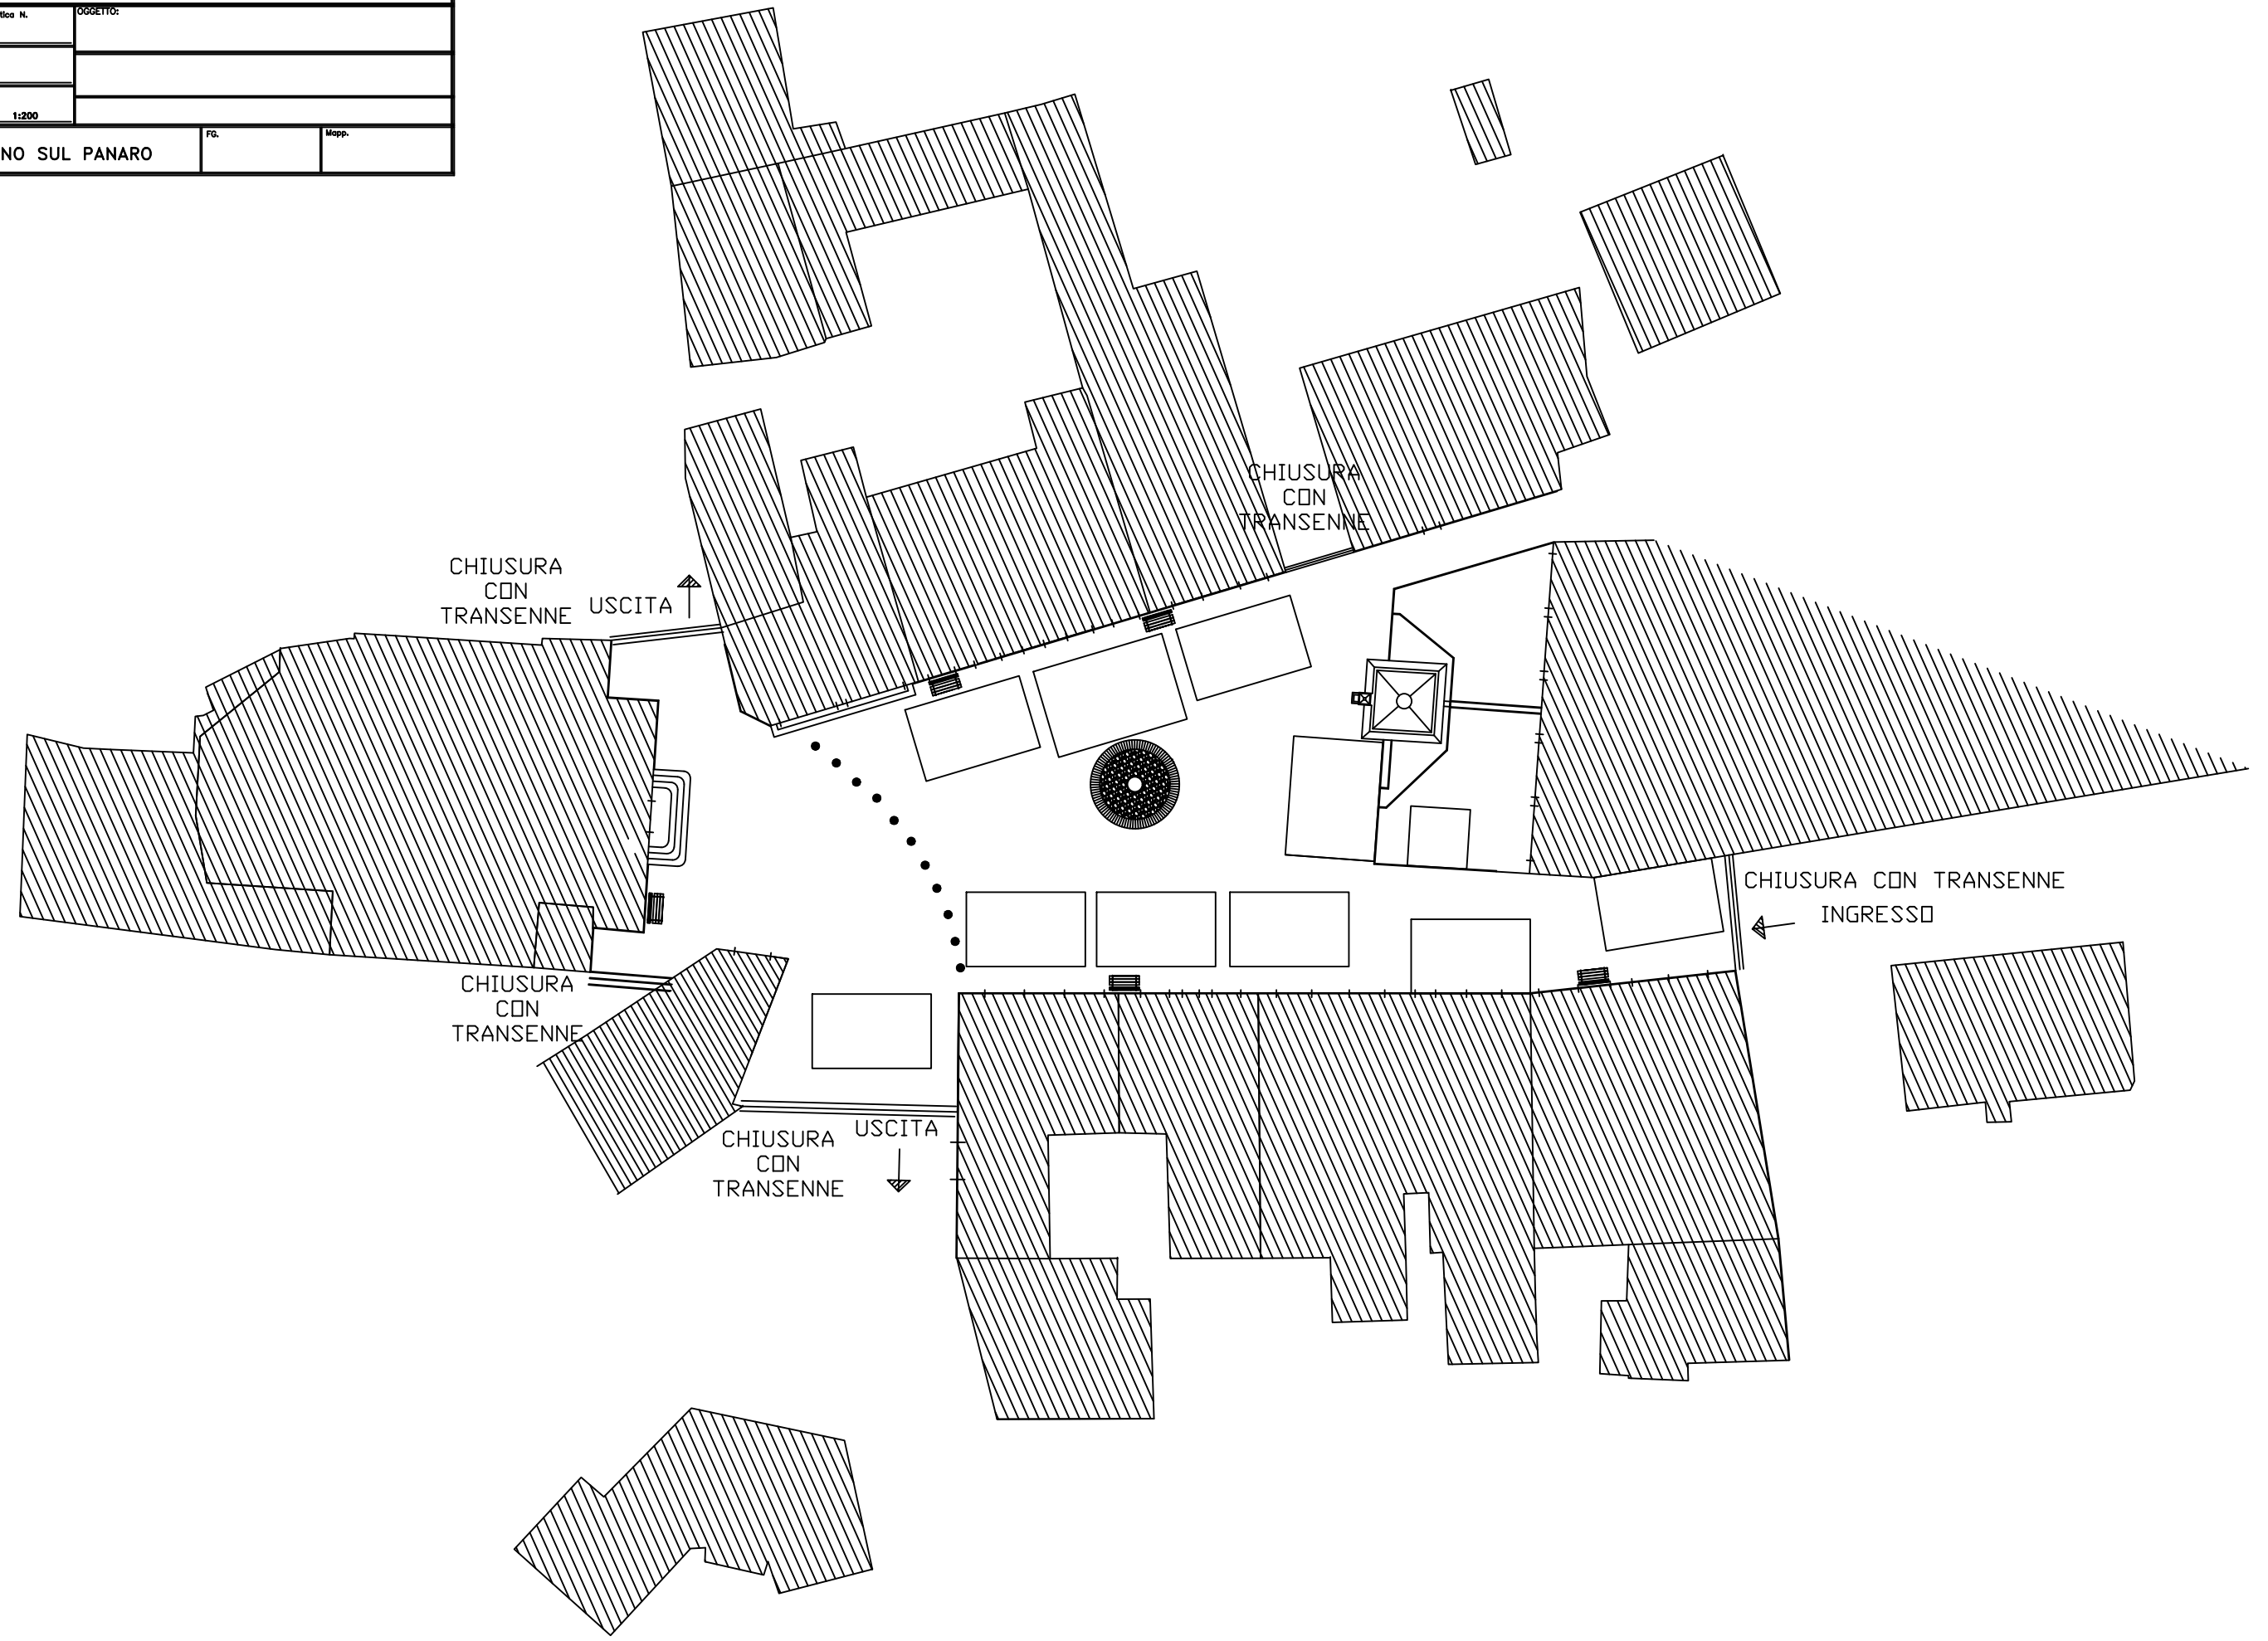 tica N.
OGGETTO:
1:200
NO SUL PANARO
FG.
Mapp.
CHIUSURA
CON
TRANSENNE
CHIUSURA
CON
TRANSENNE
USCITA
CHIUSURA CON TRANSENNE
INGRESSO
CHIUSURA
CON
TRANSENNE
CHIUSURA
CON
TRANSENNE
USCITA